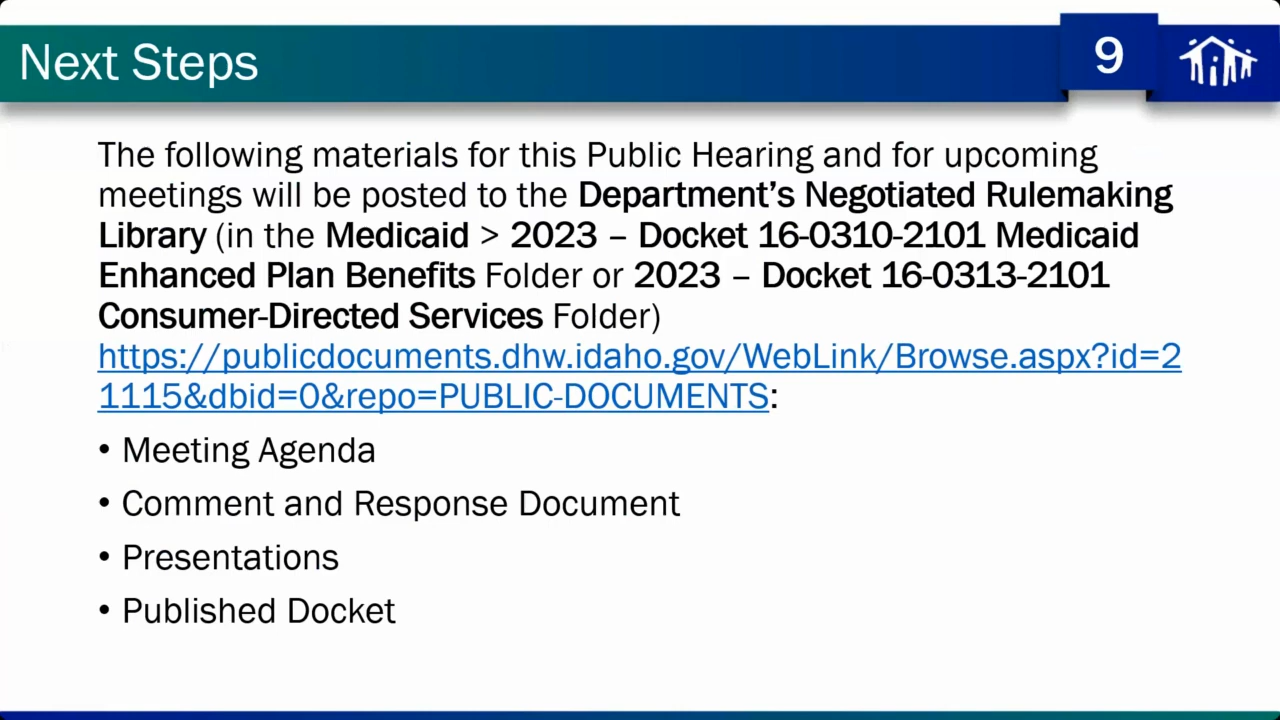 Next Steps
9
The following materials for this Public Hearing and for upcoming
meetings will be posted to the Department’s Negotiated Rulemaking
Library (in the Medicaid > 2023 – Docket 16-0310-2101 Medicaid
Enhanced Plan Benefits Folder or 2023 – Docket 16-0313-2101
Consumer-Directed Services Folder)
https://publicdocuments.dhw.idaho.gov/WebLink/Browse.aspx?id=2
1115&dbid=0&repo=PUBLIC-DOCUMENTS:
• Meeting Agenda
• Comment and Response Document
• Presentations
• Published Docket